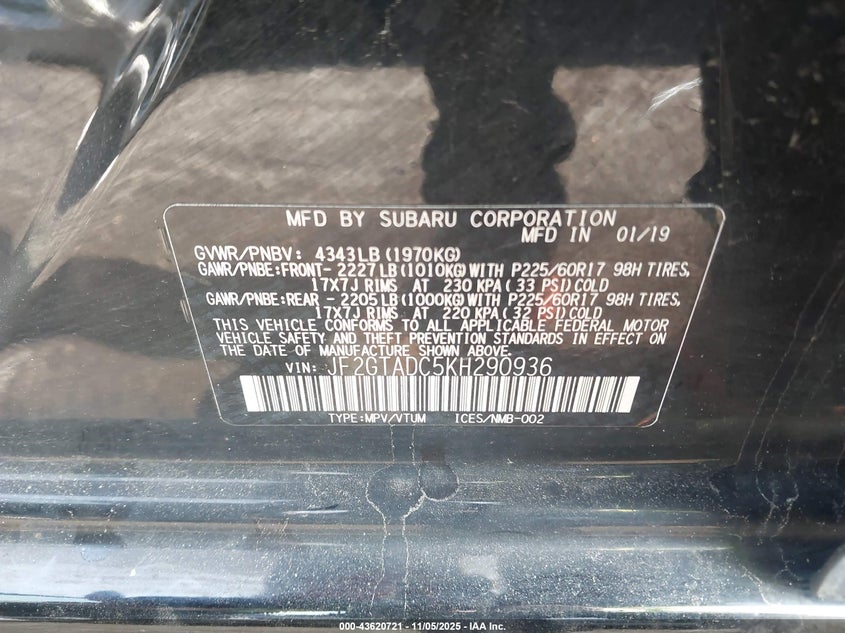 MFD BY SUBARU CORPORATION
MFD IN 01/19
GVWR/PNBV: 4343LB(1970KG)
GAWR/PNBE:FRONT- 2227LB(1010KG)WITH P225/60R17 98H TIRES,
17X7J RIMS AT 230 KPA(33 PSI)COLD
GAWR/PNBE:REAR - 2205LB(1000KG)WITH P225/60R17 98H TIRES,
17X7J RIMS AT 220 KPA(32 PSI)COLD
THIS VEHICLE CONFORMS TO ALL APPLICABLE FEDERAL MOTOR
VEHICLE SAFETY AND THEFT PREVENTION STANDARDS IN EFFECT ON
THE DATE OF MANUFACTURE SHOWN ABOVE.
VIN: JF2GTADC5KH290936
TYPE:MPV/VTUM ICES/NMB-002
000-43620721 - 11/05/2025 - IAA Inc.